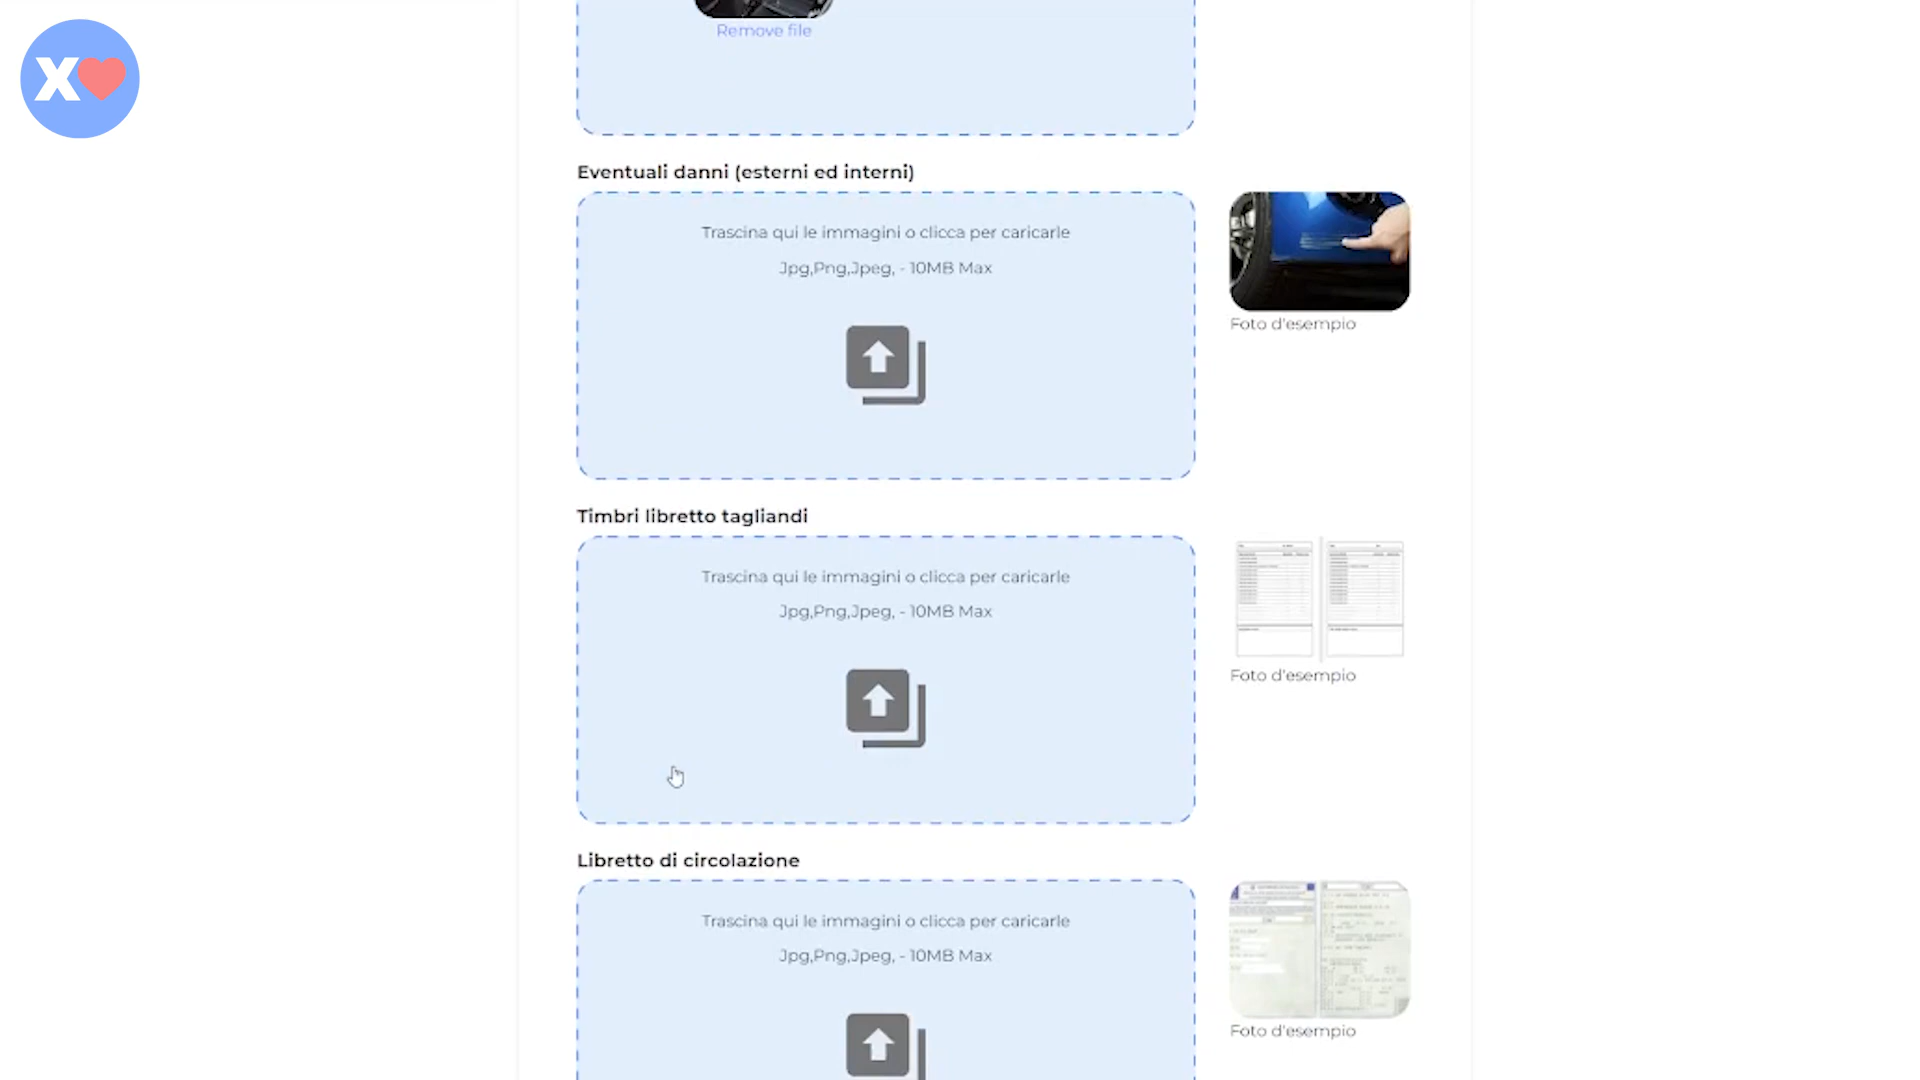 X
Remove file
Eventuali danni (esterni ed interni)
Trascina qui le immagini o clicca per caricarle
Jpg,Png,Jpeg, - 10MB Max
Foto d'esempio
Timbri libretto tagliandi
Trascina qui le immagini o clicca per caricarle
Jpg,Png,Jpeg, - 10MB Max
Foto d'esempio
Libretto di circolazione
Trascina qui le immagini o clicca per caricarle
Jpg,Png,Jpeg, - 10MB Max
Foto d'esempio